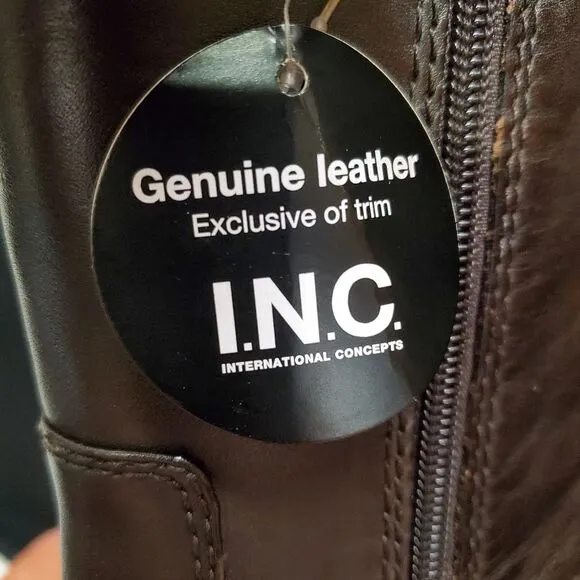 Genuine leather
Exclusive of trim
I.N.C.
INTERNATIONAL CONCEPTS